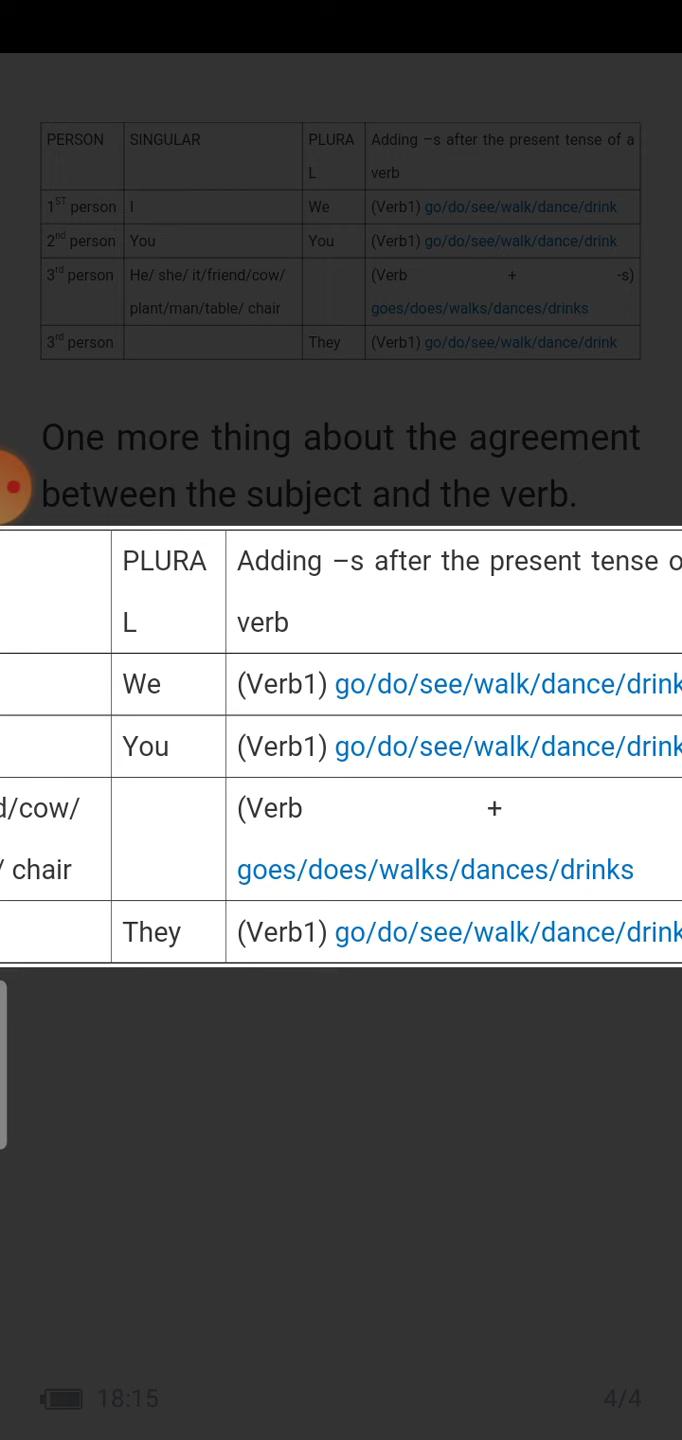 PERSON SINGULAR PLURA Adding –s after the present tense of a
L verb
1ST person I We (Verb1) go/do/see/walk/dance/drink
2nd person You You (Verb1) go/do/see/walk/dance/drink
3rd person He/ she/ it/friend/cow/ (Verb + -s)
plant/man/table/ chair goes/does/walks/dances/drinks
3rd person They (Verb1) go/do/see/walk/dance/drink
One more thing about the agreement
between the subject and the verb.
PLURA Adding –s after the present tense o
L verb
We (Verb1) go/do/see/walk/dance/drink
You (Verb1) go/do/see/walk/dance/drink
d/cow/ (Verb +
/ chair goes/does/walks/dances/drinks
They (Verb1) go/do/see/walk/dance/drink
18:15 4/4